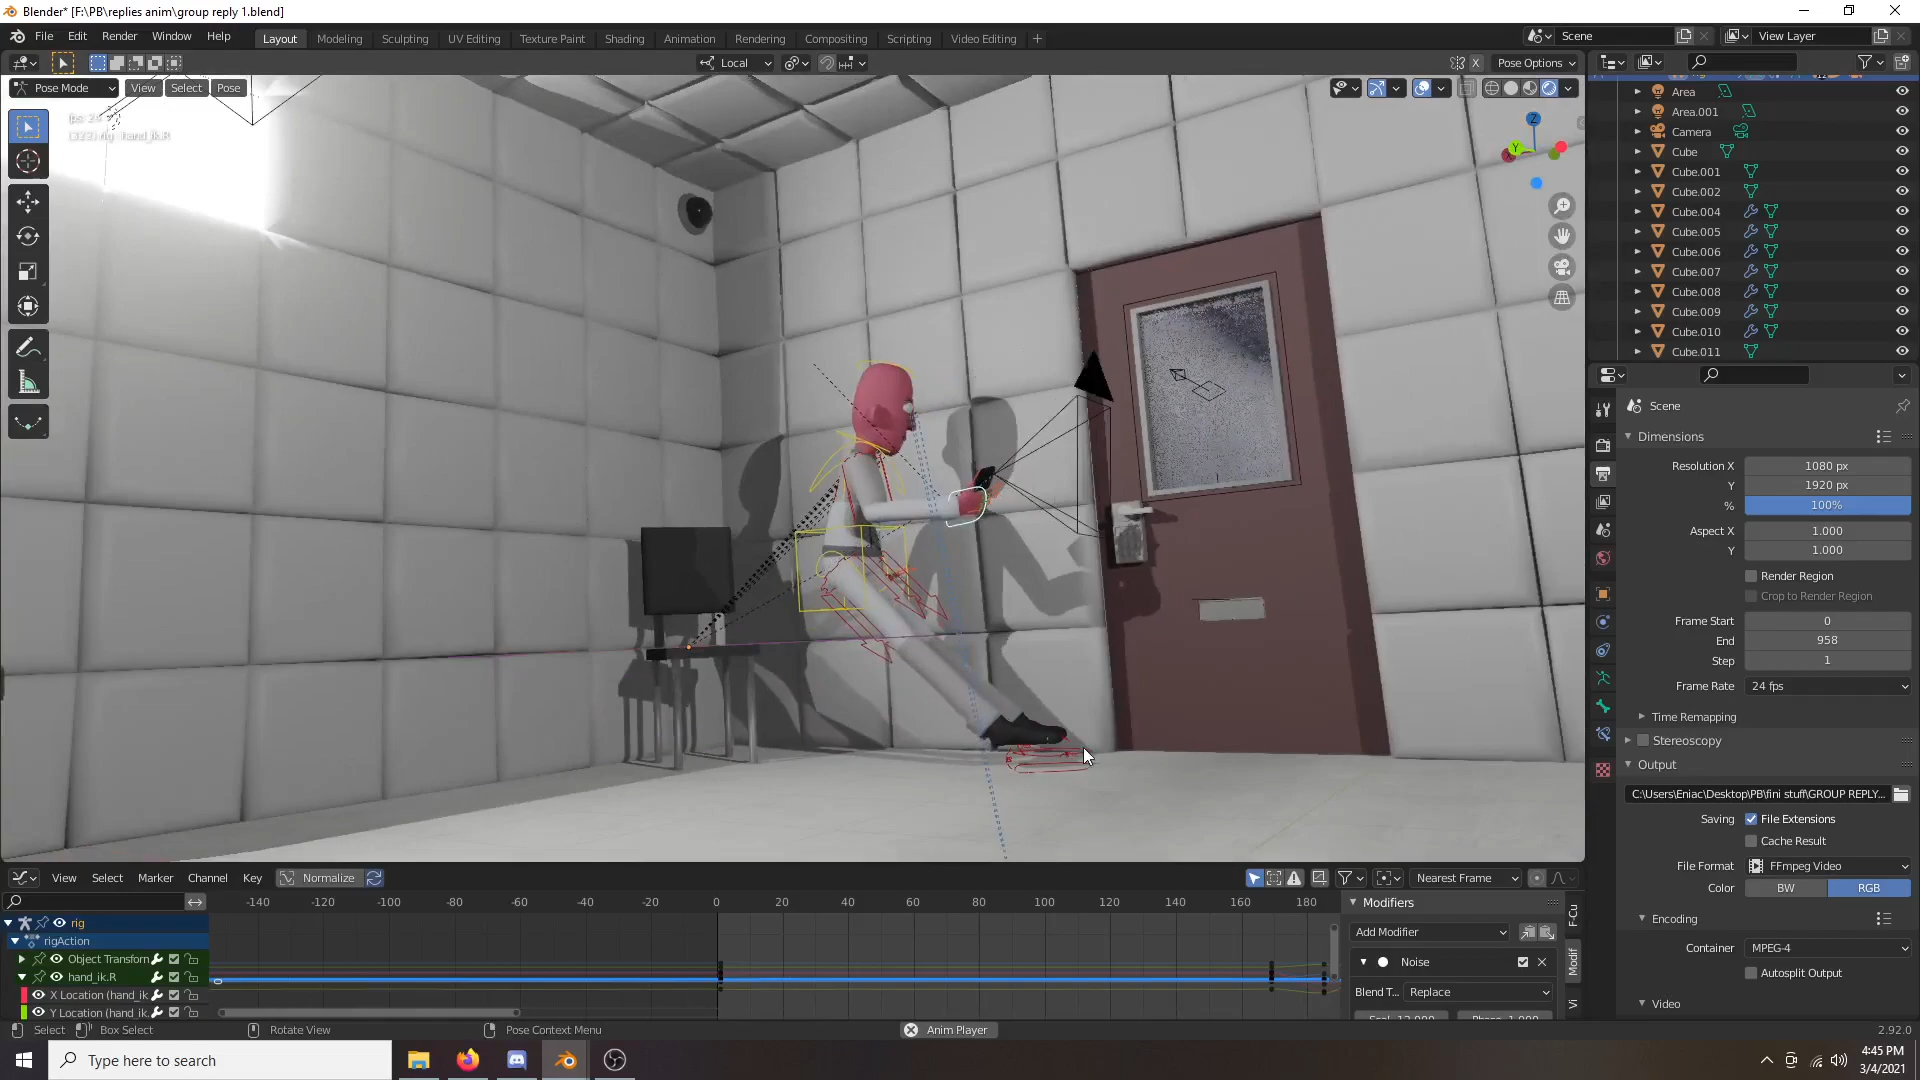 Blender* [F:\PB\replies anim\group reply 1.blend]
File Edit Render Window Help Layout Modeling Sculpting UV Editing Texture Paint Shading Animation Rendering Compositing Scripting Video Editing Scene View Layer
Local X Pose Options
Pose Mode View Select Pose
fps: 24
(322) rig : hand_ik.R
Z
Y
X
Area
Area.001
Camera
Cube
Cube.001
Cube.002
Cube.004
Cube.005
Cube.006
Cube.007
Cube.008
Cube.009
Cube.010
Cube.011
Scene
Dimensions
Resolution X 1080 px
Y 1920 px
% 100%
Aspect X 1.000
Y 1.000
Render Region
Crop to Render Region
Frame Start 0
End 958
Step 1
Frame Rate 24 fps
Time Remapping
Stereoscopy
Output
C:\Users\Eniac\Desktop\PB\fini stuff\GROUP REPLY...
Saving File Extensions
Cache Result
File Format FFmpeg Video
Color BW RGB
Encoding
Container MPEG-4
Autosplit Output
Video
View Select Marker Channel Key Normalize Nearest Frame
-140 -120 -100 -80 -60 -40 -20 0 20 40 60 80 100 120 140 160 180
rig
rigAction
Object Transform
hand_ik.R
X Location (hand_ik
Y Location (hand_ik.
Modifiers
Add Modifier
Noise
Blend T... Replace
F-Cu
Modif
Vi
Select Box Select Rotate View Pose Context Menu Anim Player 2.92.0
Type here to search
4:45 PM
3/4/2021